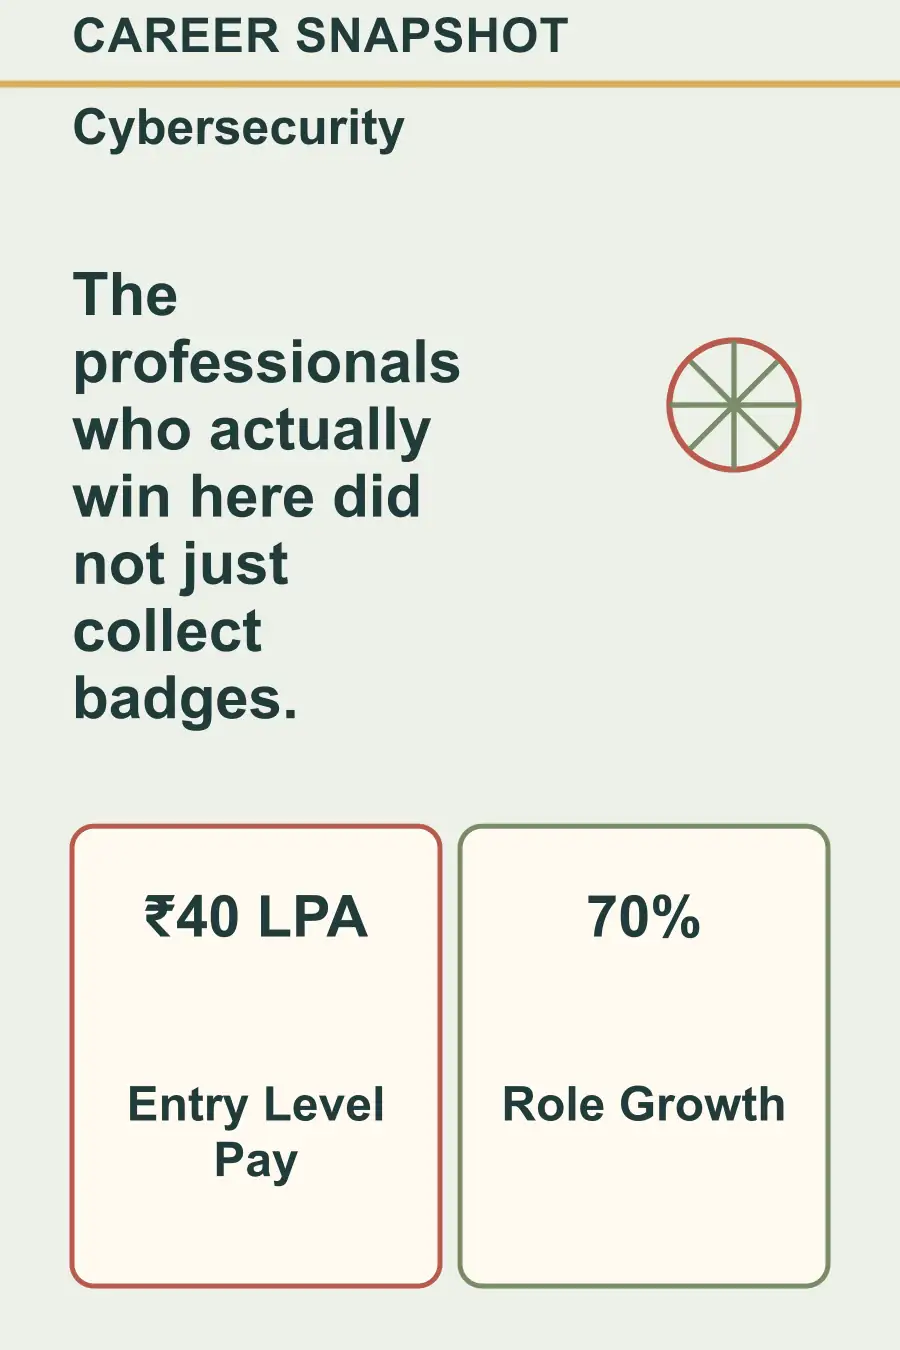 CAREER SNAPSHOT
Cybersecurity
The
professionals
who actually
win here did
not just
collect
badges.
₹40 LPA
Entry Level
Pay
70%
Role Growth